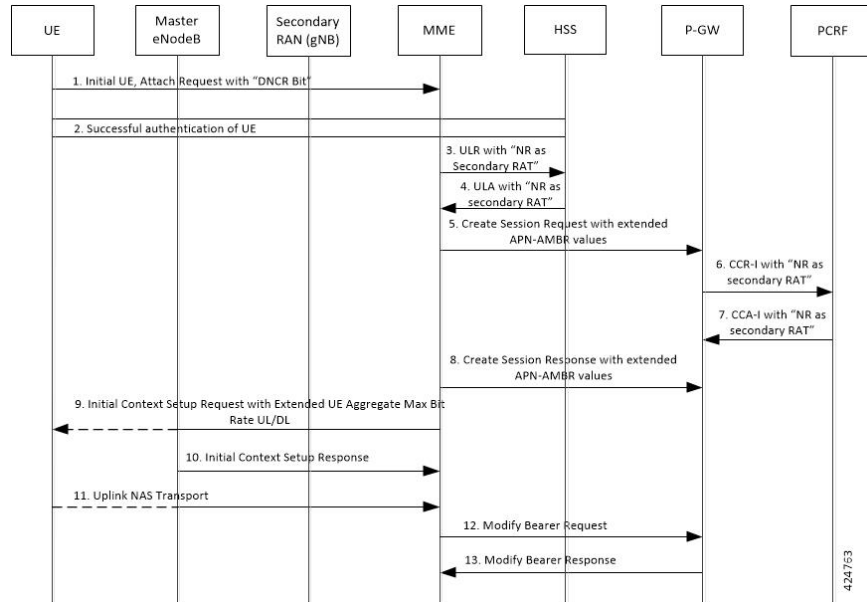 UE
Master
eNodeB
Secondary
RAN (gNB)
MME
HSS
P-GW
PCRF
1. Initial UE, Attach Request with “DNCR Bit”
2. Successful authentication of UE
3. ULR with “NR as
Secondary RAT”
4. ULA with “NR as
secondary RAT”
5. Create Session Request with extended
APN-AMBR values
6. CCR-I with “NR as
secondary RAT”
7. CCA-I with “NR as
secondary RAT”
8. Create Session Response with extended
APN-AMBR values
9. Initial Context Setup Request with Extended UE Aggregate Max Bit
Rate UL/DL
10. Initial Context Setup Response
11. Uplink NAS Transport
12. Modify Bearer Request
13. Modify Bearer Response
424763